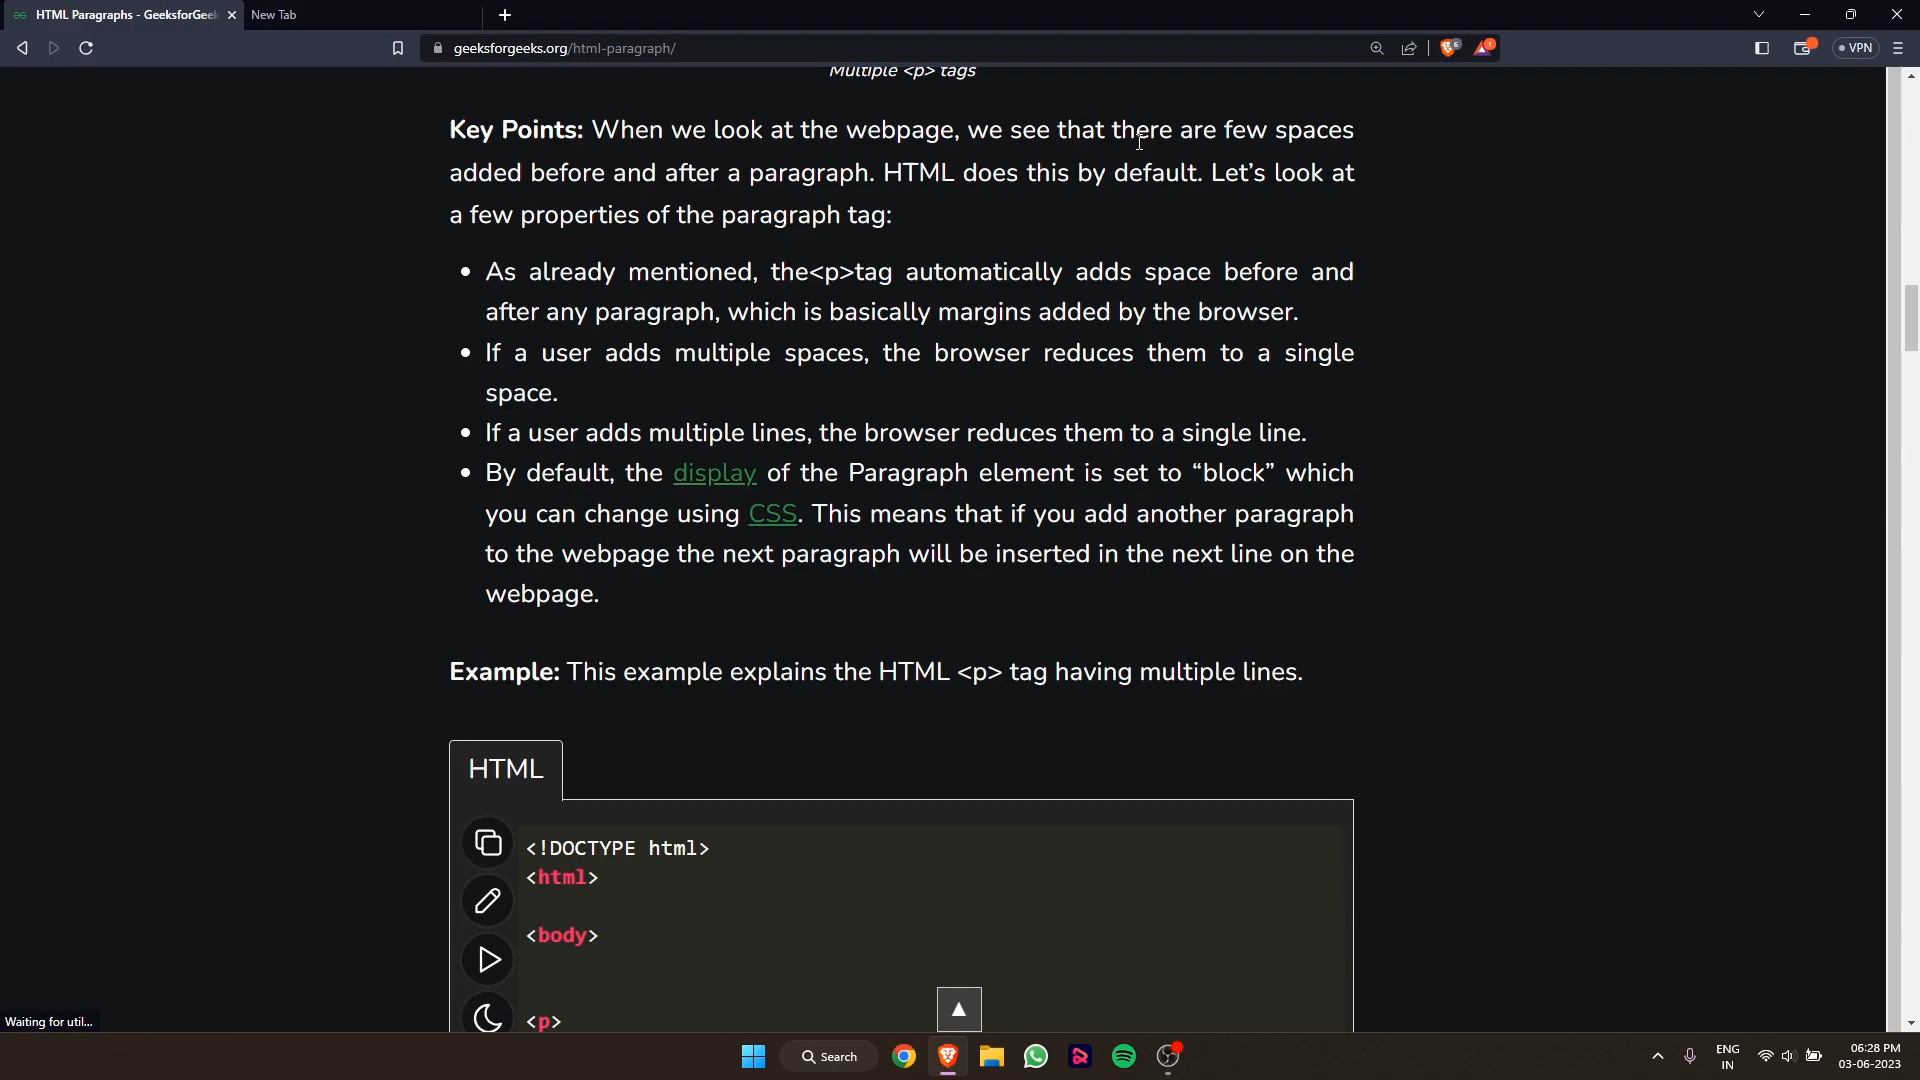 HTML Paragraphs - GeeksforGeek
New Tab
geeksforgeeks.org/html-paragraph/
6
1
VPN
Multiple <p> tags
Key Points: When we look at the webpage, we see that there are few spaces
added before and after a paragraph. HTML does this by default. Let’s look at
a few properties of the paragraph tag:
As already mentioned, the<p>tag automatically adds space before and
after any paragraph, which is basically margins added by the browser.
If a user adds multiple spaces, the browser reduces them to a single
space.
If a user adds multiple lines, the browser reduces them to a single line.
By default, the display of the Paragraph element is set to “block” which
you can change using CSS. This means that if you add another paragraph
to the webpage the next paragraph will be inserted in the next line on the
webpage.
Example: This example explains the HTML <p> tag having multiple lines.
HTML
<!DOCTYPE html>
<html>
<body>
<p>
Waiting for util...
Search
ENG
IN
06:28 PM
03-06-2023